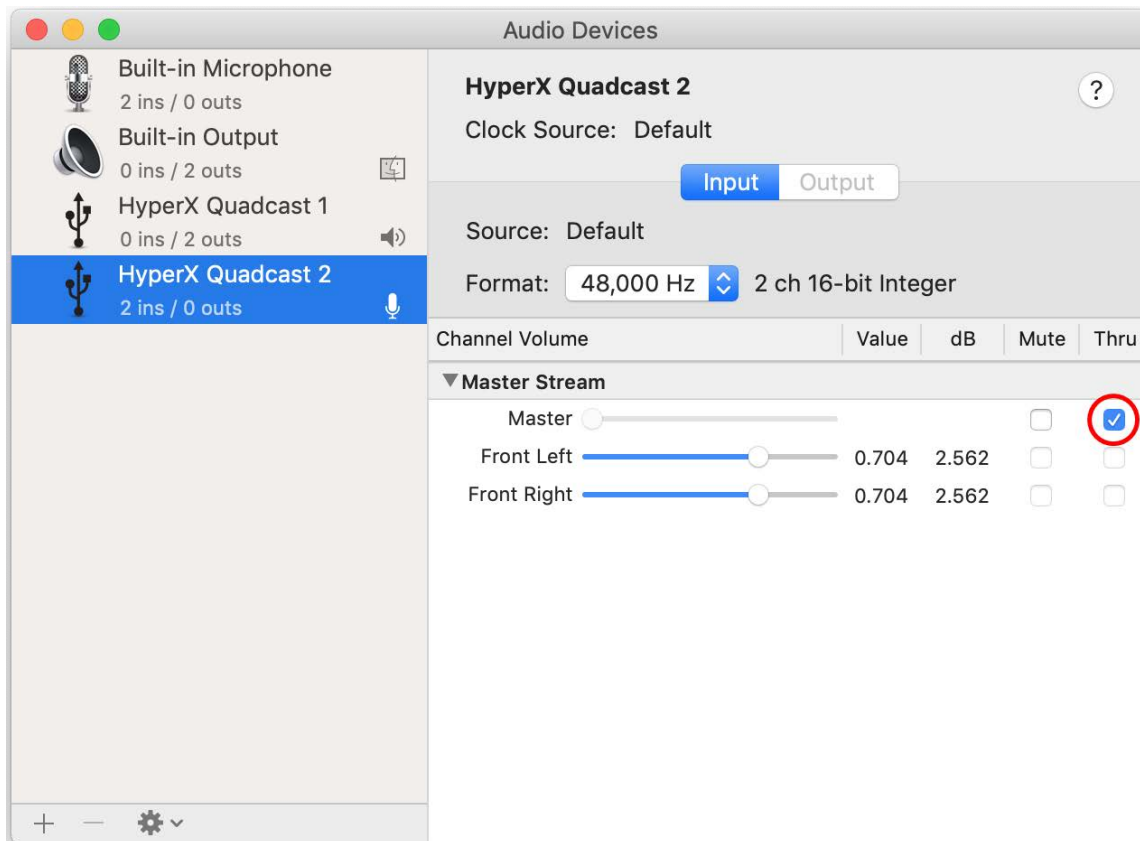 Audio Devices
Built-in Microphone
2 ins / 0 outs
Built-in Output
0 ins / 2 outs
HyperX Quadcast 1
0 ins / 2 outs
HyperX Quadcast 2
2 ins / 0 outs
HyperX Quadcast 2
?
Clock Source: Default
Input Output
Source: Default
Format: 48,000 Hz 2 ch 16-bit Integer
Channel Volume Value dB Mute Thru
Master Stream
Master
Front Left 0.704 2.562
Front Right 0.704 2.562